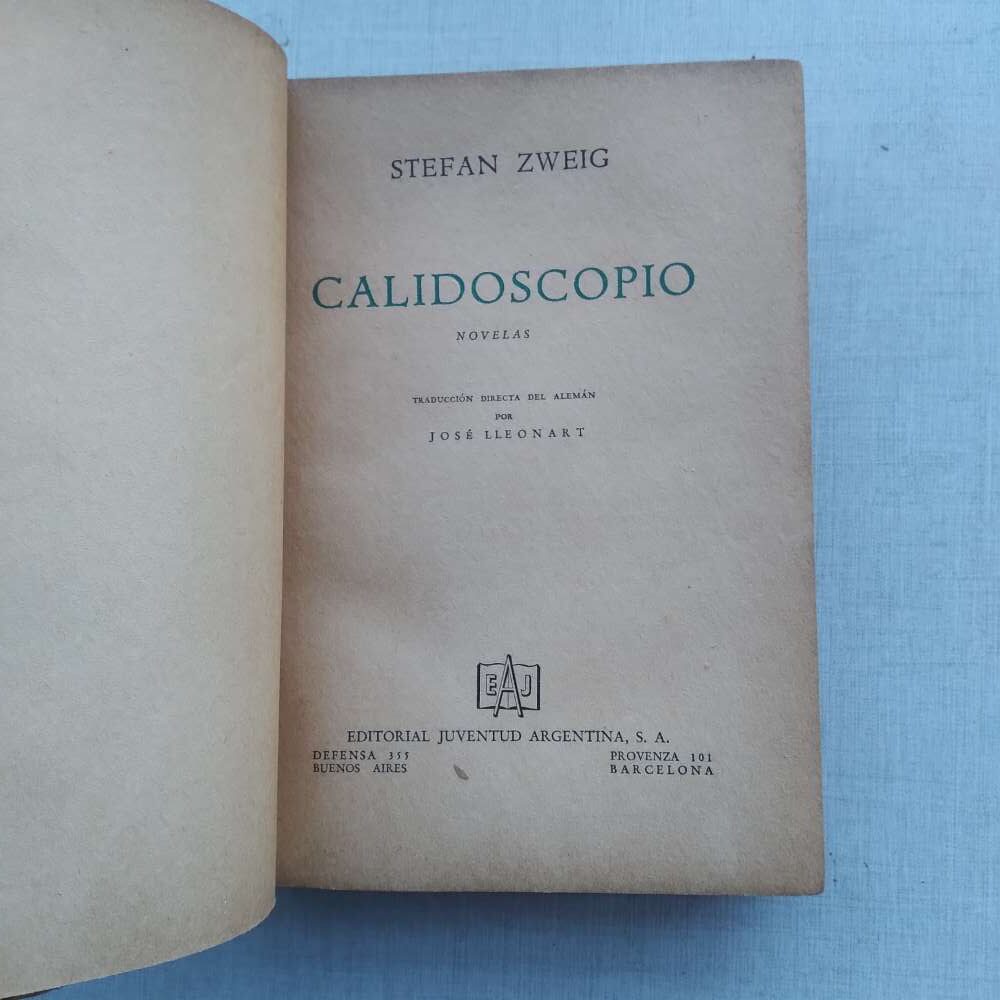 STEFAN ZWEIG
CALIDOSCOPIO
NOVELAS
TRADUCCIÓN DIRECTA DEL ALEMÁN
POR
JOSÉ LLEONART
EAJ
EDITORIAL JUVENTUD ARGENTINA, S. A.
DEFENSA 355
BUENOS AIRES
PROVENZA 101
BARCELONA